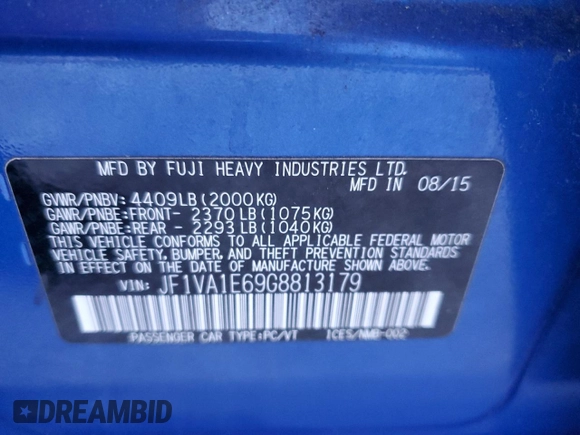 MFD BY FUJI HEAVY INDUSTRIES LTD.
MFD IN 08/15
GVWR/PNBV: 4409LB(2000KG)
GAWR/PNBE:FRONT- 2370LB(1075KG)
GAWR/PNBE:REAR - 2293LB(1040KG)
THIS VEHICLE CONFORMS TO ALL APPLICABLE FEDERAL MOTOR
VEHICLE SAFETY, BUMPER, AND THEFT PREVENTION STANDARDS
IN EFFECT ON THE DATE OF MANUFACTURE SHOWN ABOVE.
VIN: JF1VA1E69G8813179
PASSENGER CAR TYPE:PC/VT ICES/NMB-002
DREAMBID